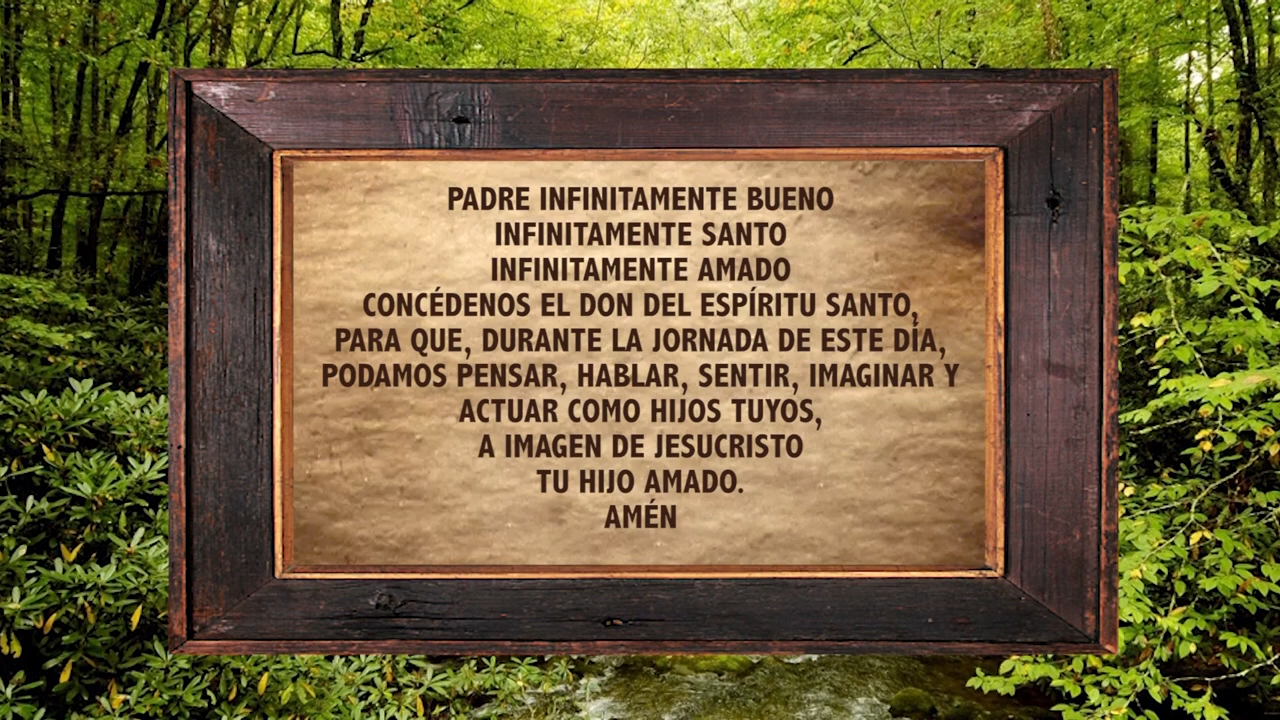 PADRE INFINITAMENTE BUENO
INFINITAMENTE SANTO
INFINITAMENTE AMADO
CONCÉDENOS EL DON DEL ESPÍRITU SANTO,
PARA QUE, DURANTE LA JORNADA DE ESTE DÍA,
PODAMOS PENSAR, HABLAR, SENTIR, IMAGINAR Y
ACTUAR COMO HIJOS TUYOS,
A IMAGEN DE JESUCRISTO
TU HIJO AMADO.
AMÉN